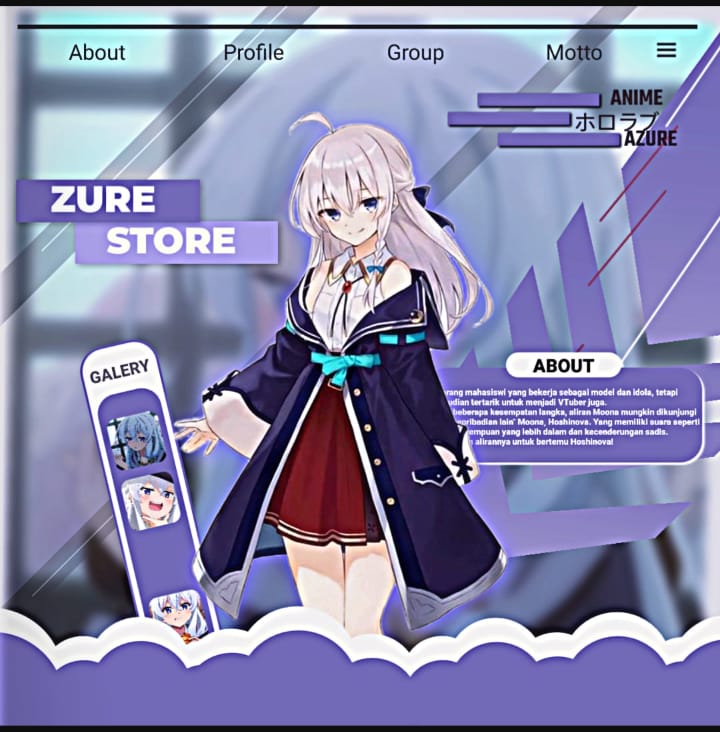 About Profile Group Motto
ANIME
ホロラブ
AZURE
ZURE
STORE
GALERY
ABOUT
rang mahasiswi yang bekerja sebagai model dan idola, tetapi
udian tertarik untuk menjadi VTuber juga.
beberapa kesempatan langka, aliran Moona mungkin dikunjungi
pribadian lain' Moona, Hoshinova. Yang memiliki suara seperti
empuan yang lebih dalam dan kecenderungan sadis.
alirannya untuk bertemu Hoshinova!